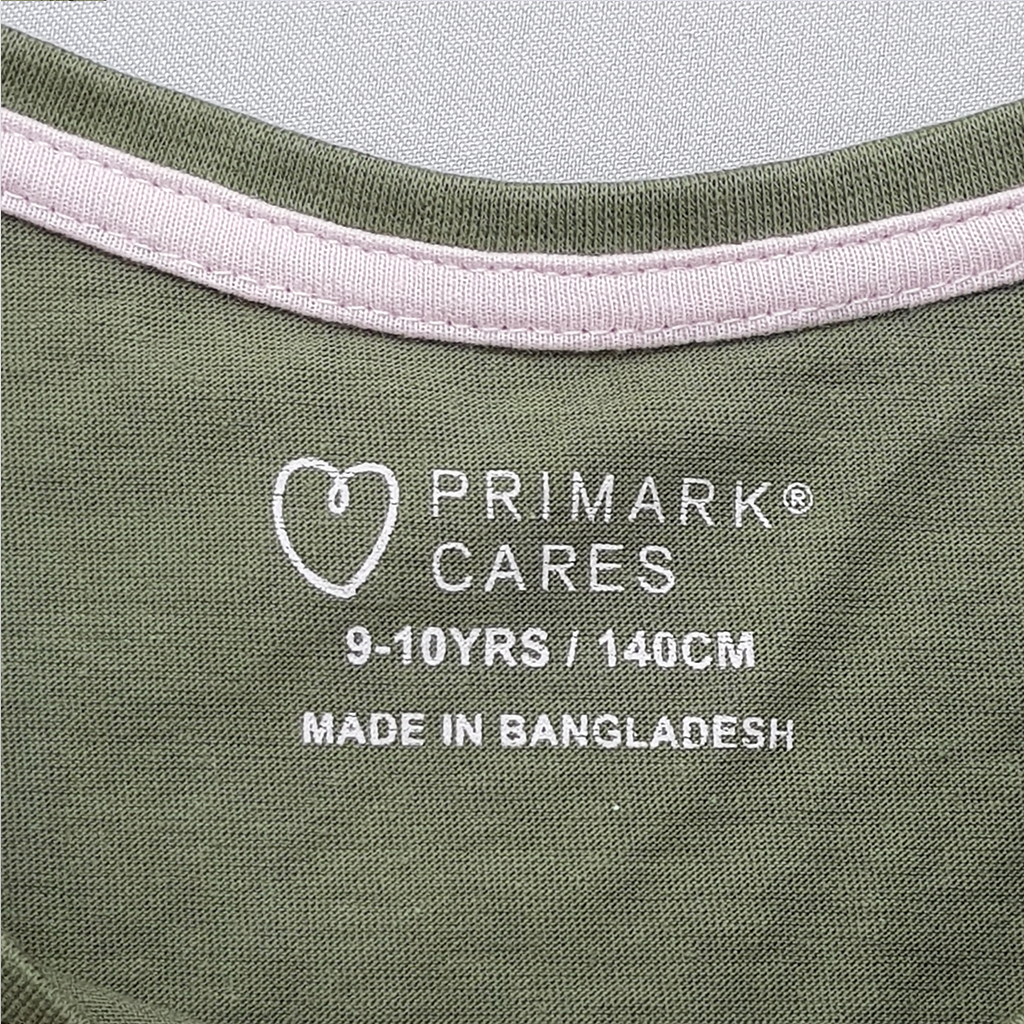 PRIMARK®
CARES
9-10YRS / 140CM
MADE IN BANGLADESH